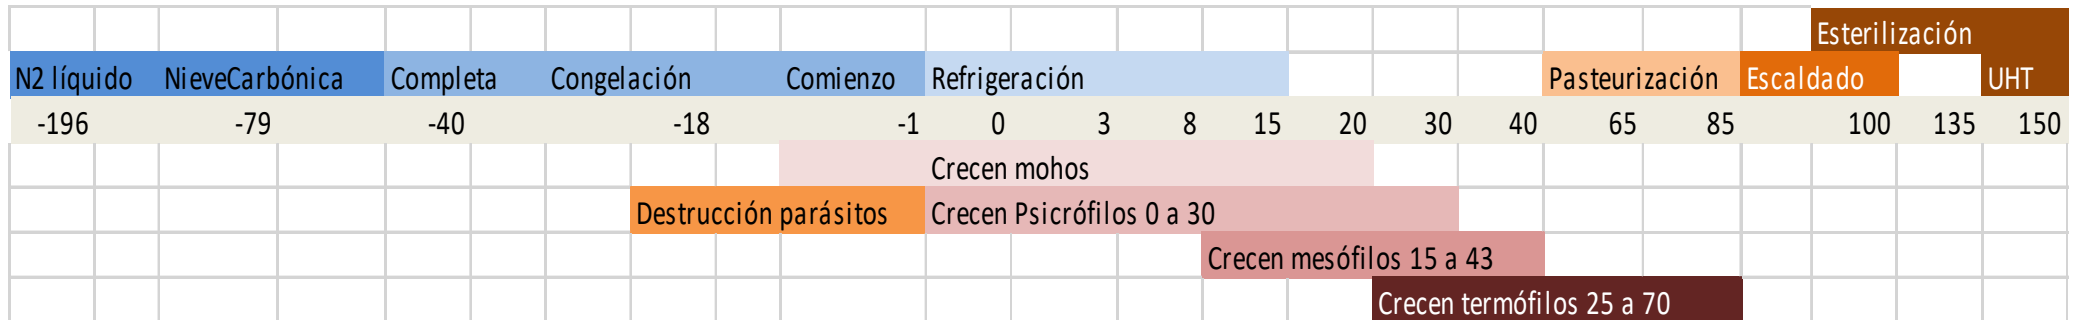 Esterilización
N2 líquido NieveCarbónica Completa Congelación Comienzo Refrigeración Pasteurización Escaldado UHT
-196 -79 -40 -18 -1 0 3 8 15 20 30 40 65 85 100 135 150
Crecen mohos
Destrucción parásitos Crecen Psicrófilos 0 a 30
Crecen mesófilos 15 a 43
Crecen termófilos 25 a 70